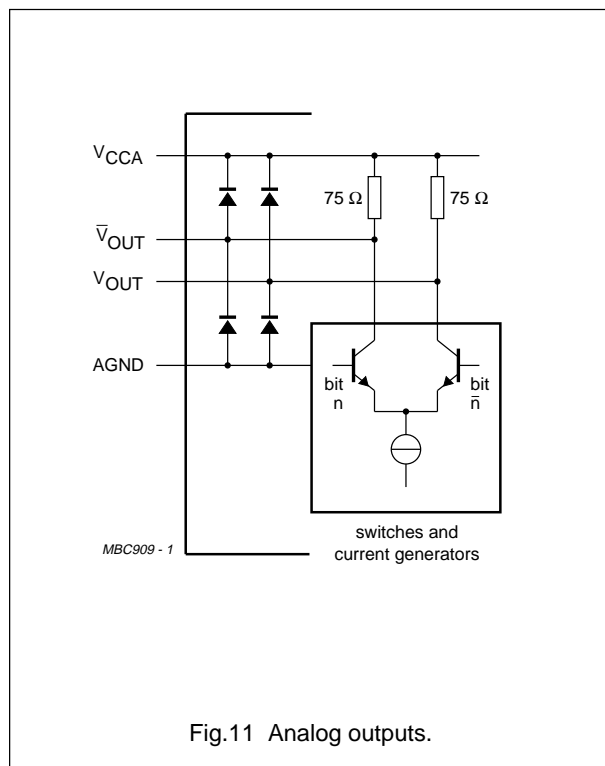 VCCA
75 Ω 75 Ω
V̅OUT
VOUT
AGND
bit n
bit n̅
switches and
current generators
MBC909 - 1
Fig.11 Analog outputs.